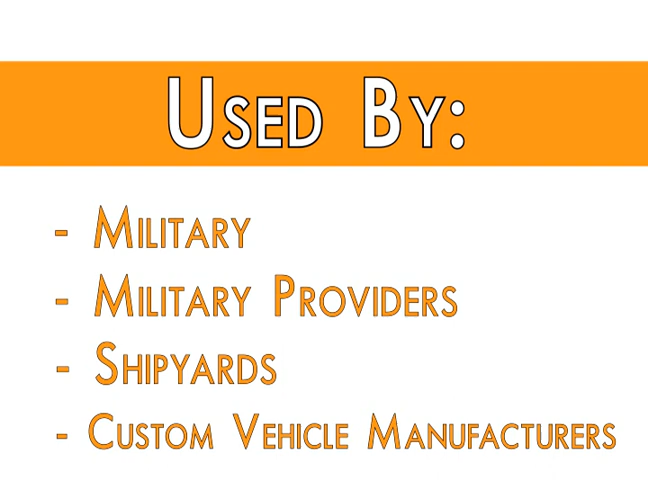 Used By:
- Military
- Military Providers
- Shipyards
- Custom Vehicle Manufacturers